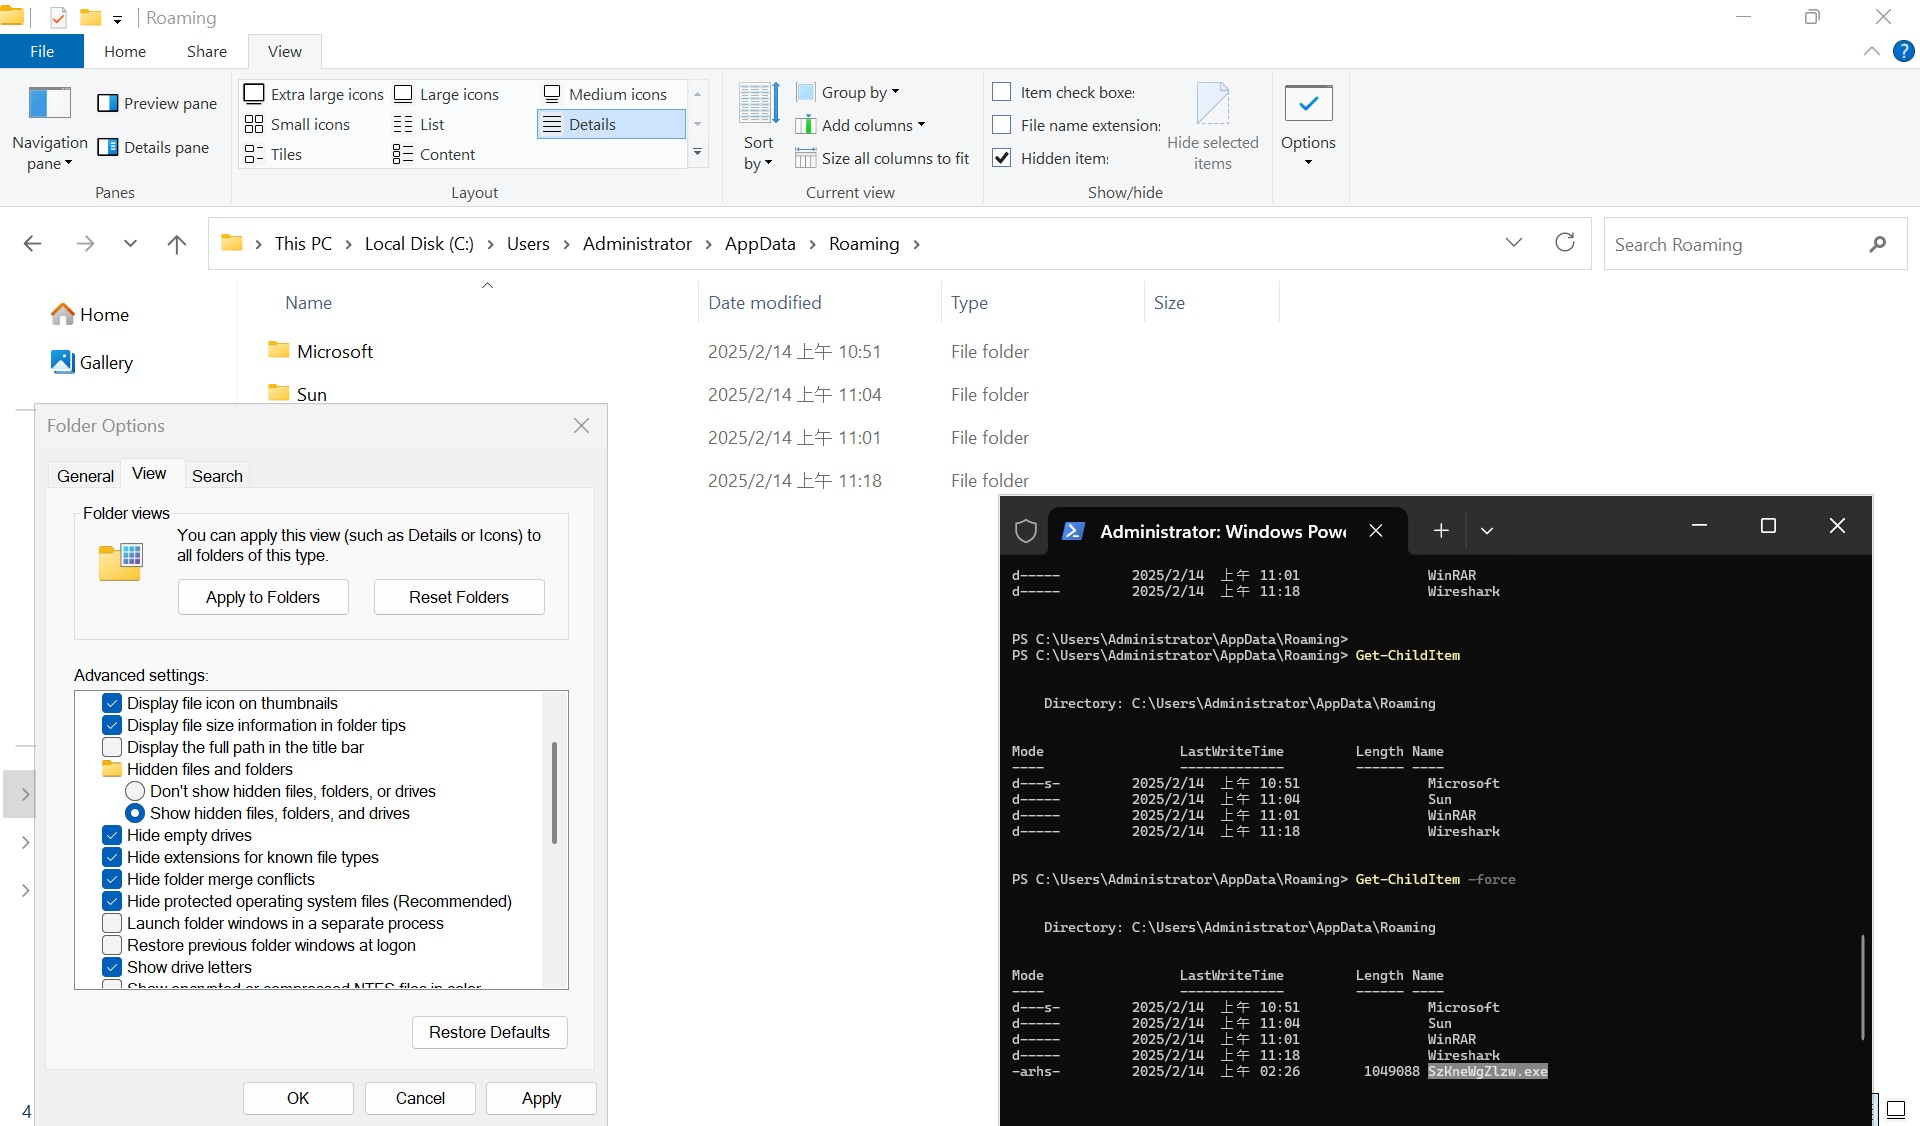 Roaming
File Home Share View
Navigation pane
Preview pane
Details pane
Panes
Extra large icons Large icons Medium icons
Small icons List Details
Tiles Content
Layout
Sort by
Group by
Add columns
Size all columns to fit
Current view
Item check boxes
File name extensions
Hidden items
Hide selected items
Show/hide
Options
This PC > Local Disk (C:) > Users > Administrator > AppData > Roaming >
Search Roaming
Home
Gallery
Name Date modified Type Size
Microsoft 2025/2/14 上午 10:51 File folder
Sun 2025/2/14 上午 11:04 File folder
2025/2/14 上午 11:01 File folder
2025/2/14 上午 11:18 File folder
4
Folder Options
General View Search
Folder views
You can apply this view (such as Details or Icons) to
all folders of this type.
Apply to Folders Reset Folders
Advanced settings:
Display file icon on thumbnails
Display file size information in folder tips
Display the full path in the title bar
Hidden files and folders
Don't show hidden files, folders, or drives
Show hidden files, folders, and drives
Hide empty drives
Hide extensions for known file types
Hide folder merge conflicts
Hide protected operating system files (Recommended)
Launch folder windows in a separate process
Restore previous folder windows at logon
Show drive letters
Show encrypted or compressed NTFS files in color
Restore Defaults
OK Cancel Apply
Administrator: Windows Powe
d----- 2025/2/14 上午 11:01 WinRAR
d----- 2025/2/14 上午 11:18 Wireshark
PS C:\Users\Administrator\AppData\Roaming>
PS C:\Users\Administrator\AppData\Roaming> Get-ChildItem
Directory: C:\Users\Administrator\AppData\Roaming
Mode LastWriteTime Length Name
---- ------------- ------ ----
d---s- 2025/2/14 上午 10:51 Microsoft
d----- 2025/2/14 上午 11:04 Sun
d----- 2025/2/14 上午 11:01 WinRAR
d----- 2025/2/14 上午 11:18 Wireshark
PS C:\Users\Administrator\AppData\Roaming> Get-ChildItem -force
Directory: C:\Users\Administrator\AppData\Roaming
Mode LastWriteTime Length Name
---- ------------- ------ ----
d---s- 2025/2/14 上午 10:51 Microsoft
d----- 2025/2/14 上午 11:04 Sun
d----- 2025/2/14 上午 11:01 WinRAR
d----- 2025/2/14 上午 11:18 Wireshark
-arhs- 2025/2/14 上午 02:26 1049088 SzKneWgZlzw.exe